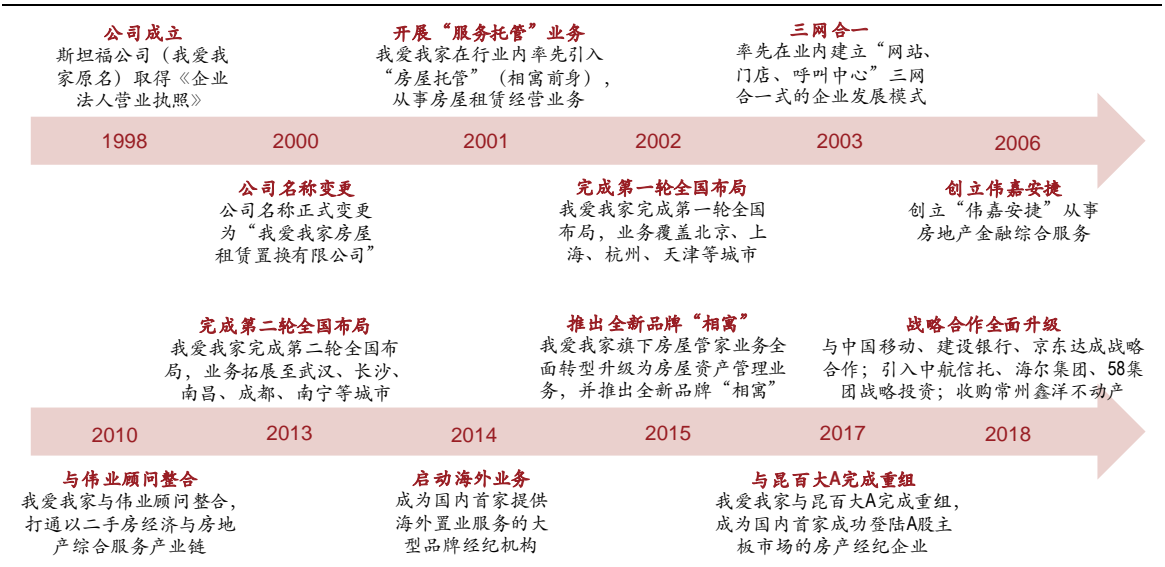 公司成立
斯坦福公司（我爱我
家原名）取得《企业
法人营业执照》
开展“服务托管”业务
我爱我家在行业内率先引入
“房屋托管”（相寓前身），
从事房屋租赁经营业务
三网合一
率先在业内建立“网站、
门店、呼叫中心”三网
合一式的企业发展模式
1998
2000
2001
2002
2003
2006
公司名称变更
公司名称正式变更
为“我爱我家房屋
租赁置换有限公司”
完成第一轮全国布局
我爱我家完成第一轮全国
布局，业务覆盖北京、上
海、杭州、天津等城市
创立伟嘉安捷
创立“伟嘉安捷”从事
房地产金融综合服务
完成第二轮全国布局
我爱我家完成第二轮全国布
局，业务拓展至武汉、长沙、
南昌、成都、南宁等城市
推出全新品牌“相寓”
我爱我家旗下房屋管家业务全
面转型升级为房屋资产管理业
务，并推出全新品牌“相寓”
战略合作全面升级
与中国移动、建设银行、京东达成战略
合作；引入中航信托、海尔集团、58集
团战略投资；收购常州鑫洋不动产
2010
2013
2014
2015
2017
2018
与伟业顾问整合
我爱我家与伟业顾问整合，
打通以二手房经济与房地
产综合服务产业链
启动海外业务
成为国内首家提供
海外置业服务的大
型品牌经纪机构
与昆百大A完成重组
我爱我家与昆百大A完成重组，
成为国内首家成功登陆A股主
板市场的房产经纪企业